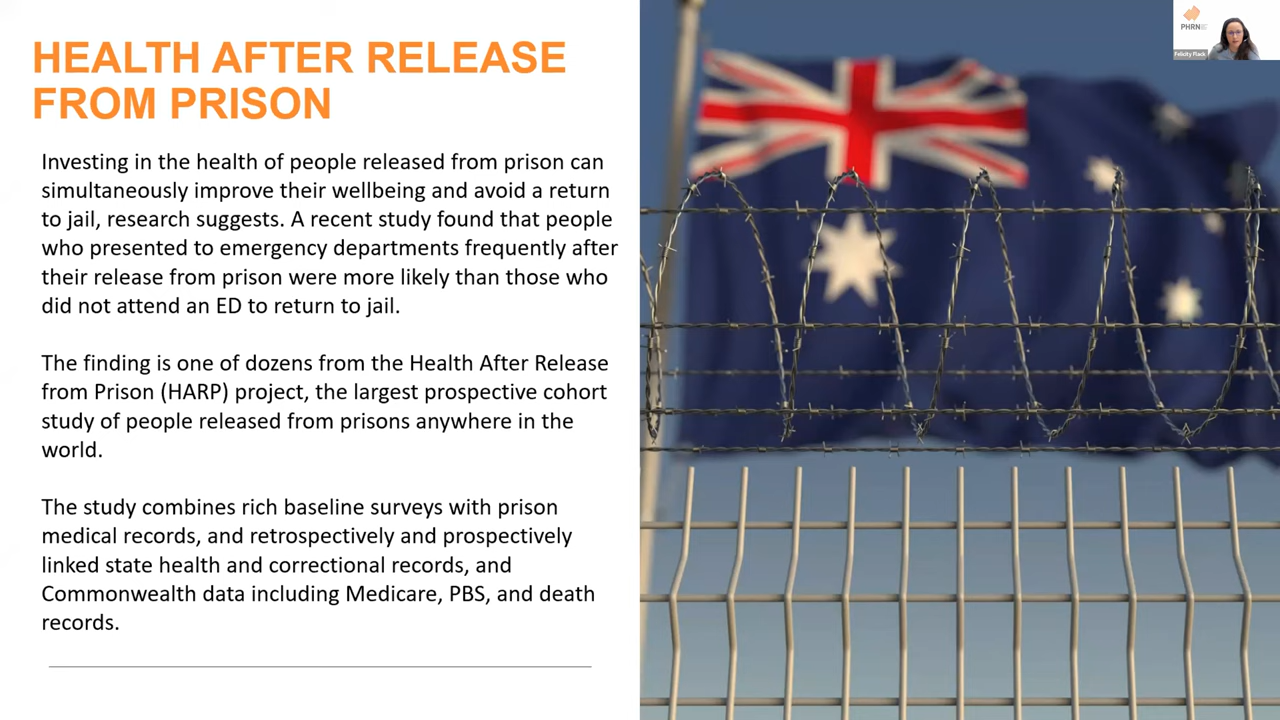 HEALTH AFTER RELEASE
FROM PRISON
Investing in the health of people released from prison can
simultaneously improve their wellbeing and avoid a return
to jail, research suggests. A recent study found that people
who presented to emergency departments frequently after
their release from prison were more likely than those who
did not attend an ED to return to jail.
The finding is one of dozens from the Health After Release
from Prison (HARP) project, the largest prospective cohort
study of people released from prisons anywhere in the
world.
The study combines rich baseline surveys with prison
medical records, and retrospectively and prospectively
linked state health and correctional records, and
Commonwealth data including Medicare, PBS, and death
records.
PHRN
Felicity Flack